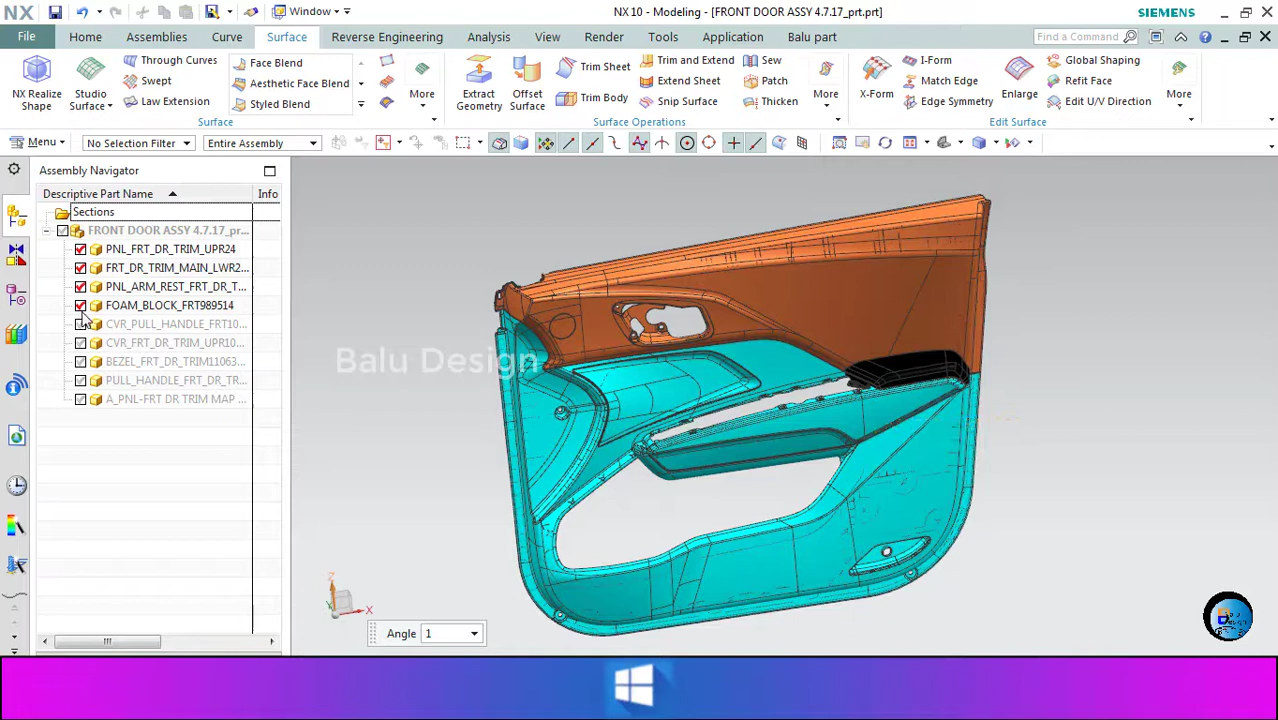 NX Window NX 10 - Modeling - [FRONT DOOR ASSY 4.7.17_prt.prt] SIEMENS
File Home Assemblies Curve Surface Reverse Engineering Analysis View Render Tools Application Balu part Find a Command
NX Realize Shape
Studio Surface
Through Curves
Swept
Law Extension
Face Blend
Aesthetic Face Blend
Styled Blend
More
Surface
Extract Geometry
Offset Surface
Trim Sheet
Trim Body
Trim and Extend
Extend Sheet
Snip Surface
Sew
Patch
Thicken
More
Surface Operations
X-Form
I-Form
Match Edge
Edge Symmetry
Enlarge
Global Shaping
Refit Face
Edit U/V Direction
More
Edit Surface
Menu No Selection Filter Entire Assembly
Assembly Navigator
Descriptive Part Name Info
Sections
FRONT DOOR ASSY 4.7.17_pr...
PNL_FRT_DR_TRIM_UPR24
FRT_DR_TRIM_MAIN_LWR2...
PNL_ARM_REST_FRT_DR_T...
FOAM_BLOCK_FRT989514
CVR_PULL_HANDLE_FRT10...
CVR_FRT_DR_TRIM_UPR10...
BEZEL_FRT_DR_TRIM11063...
PULL_HANDLE_FRT_DR_TR...
A_PNL-FRT DR TRIM MAP ...
Balu Design
Z
Y
X
Angle 1